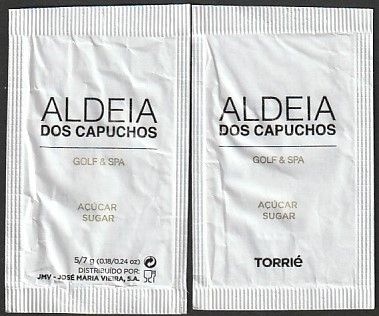 ALDEIA
DOS CAPUCHOS
GOLF & SPA
AÇÚCAR
SUGAR
5/7 g (0.18/0.24 oz)
DISTRIBUÍDO POR:
JMV - JOSÉ MARIA VIEIRA, S.A.
ALDEIA
DOS CAPUCHOS
GOLF & SPA
AÇÚCAR
SUGAR
TORRIÉ